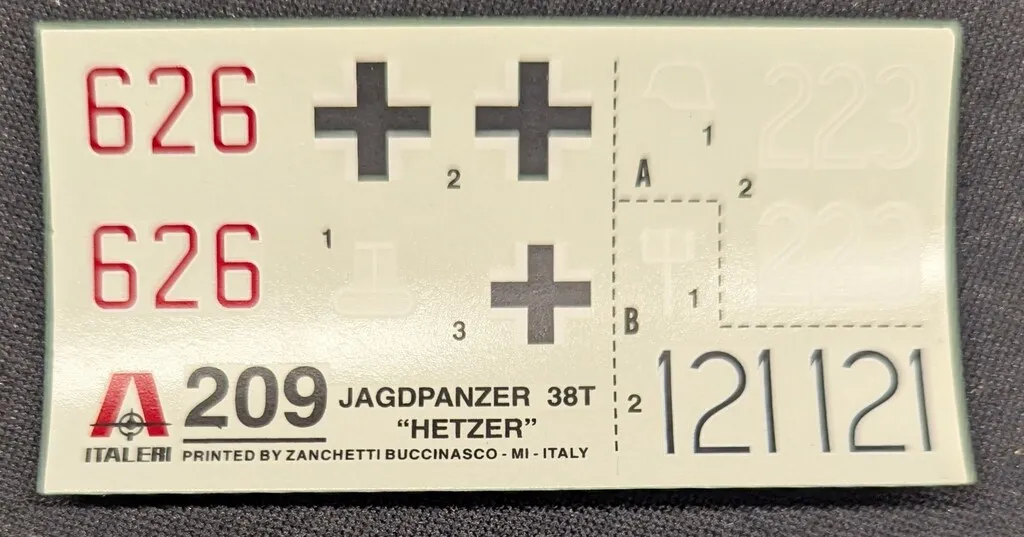 626
2
626
1
3
A
ITALERI
209
JAGDPANZER 38T
"HETZER"
PRINTED BY ZANCHETTI BUCCINASCO - MI - ITALY
1
A
2
223
223
1
B
2
121 121